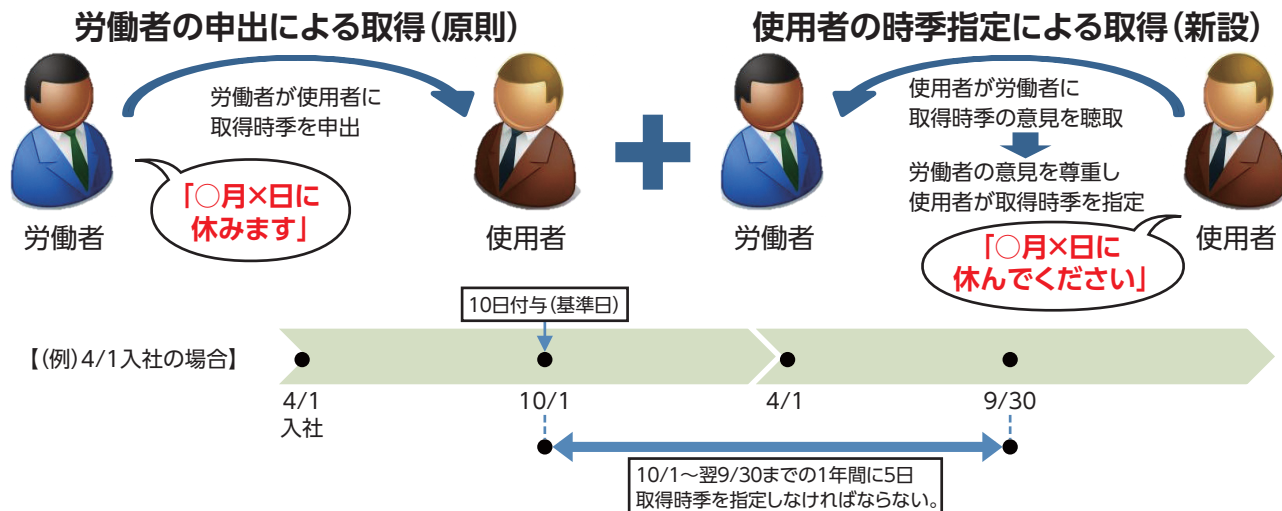 労働者の申出による取得(原則)
労働者が使用者に
取得時季を申出
「○月×日に
休みます」
労働者
使用者
使用者の時季指定による取得(新設)
使用者が労働者に
取得時季の意見を聴取
労働者の意見を尊重し
使用者が取得時季を指定
「○月×日に
休んでください」
労働者
使用者
10日付与(基準日)
【(例)4/1入社の場合】
4/1
入社
10/1
4/1
9/30
10/1～翌9/30までの1年間に5日
取得時季を指定しなければならない。